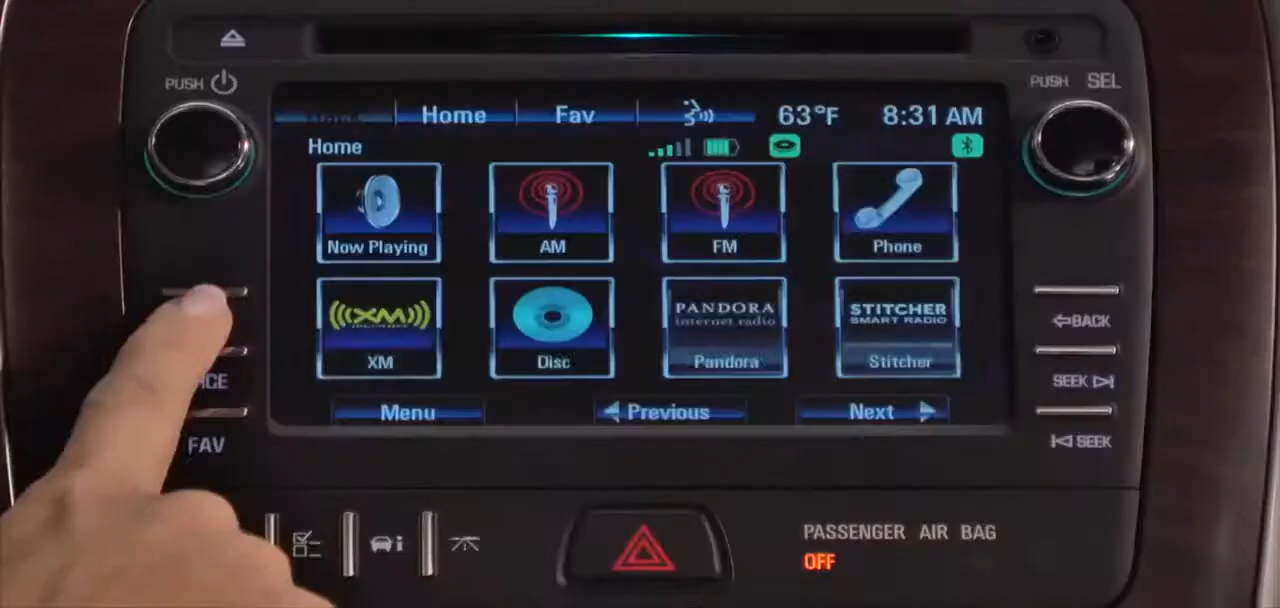 PUSH
PUSH SEL
Home Fav 63°F 8:31 AM
Home
Now Playing AM FM Phone
XM PANDORA STITCHER
internet radio SMART RADIO
XM Disc Pandora Stitcher
BACK
SEEK
SEEK
FAV
Menu Previous Next
PASSENGER AIR BAG
OFF